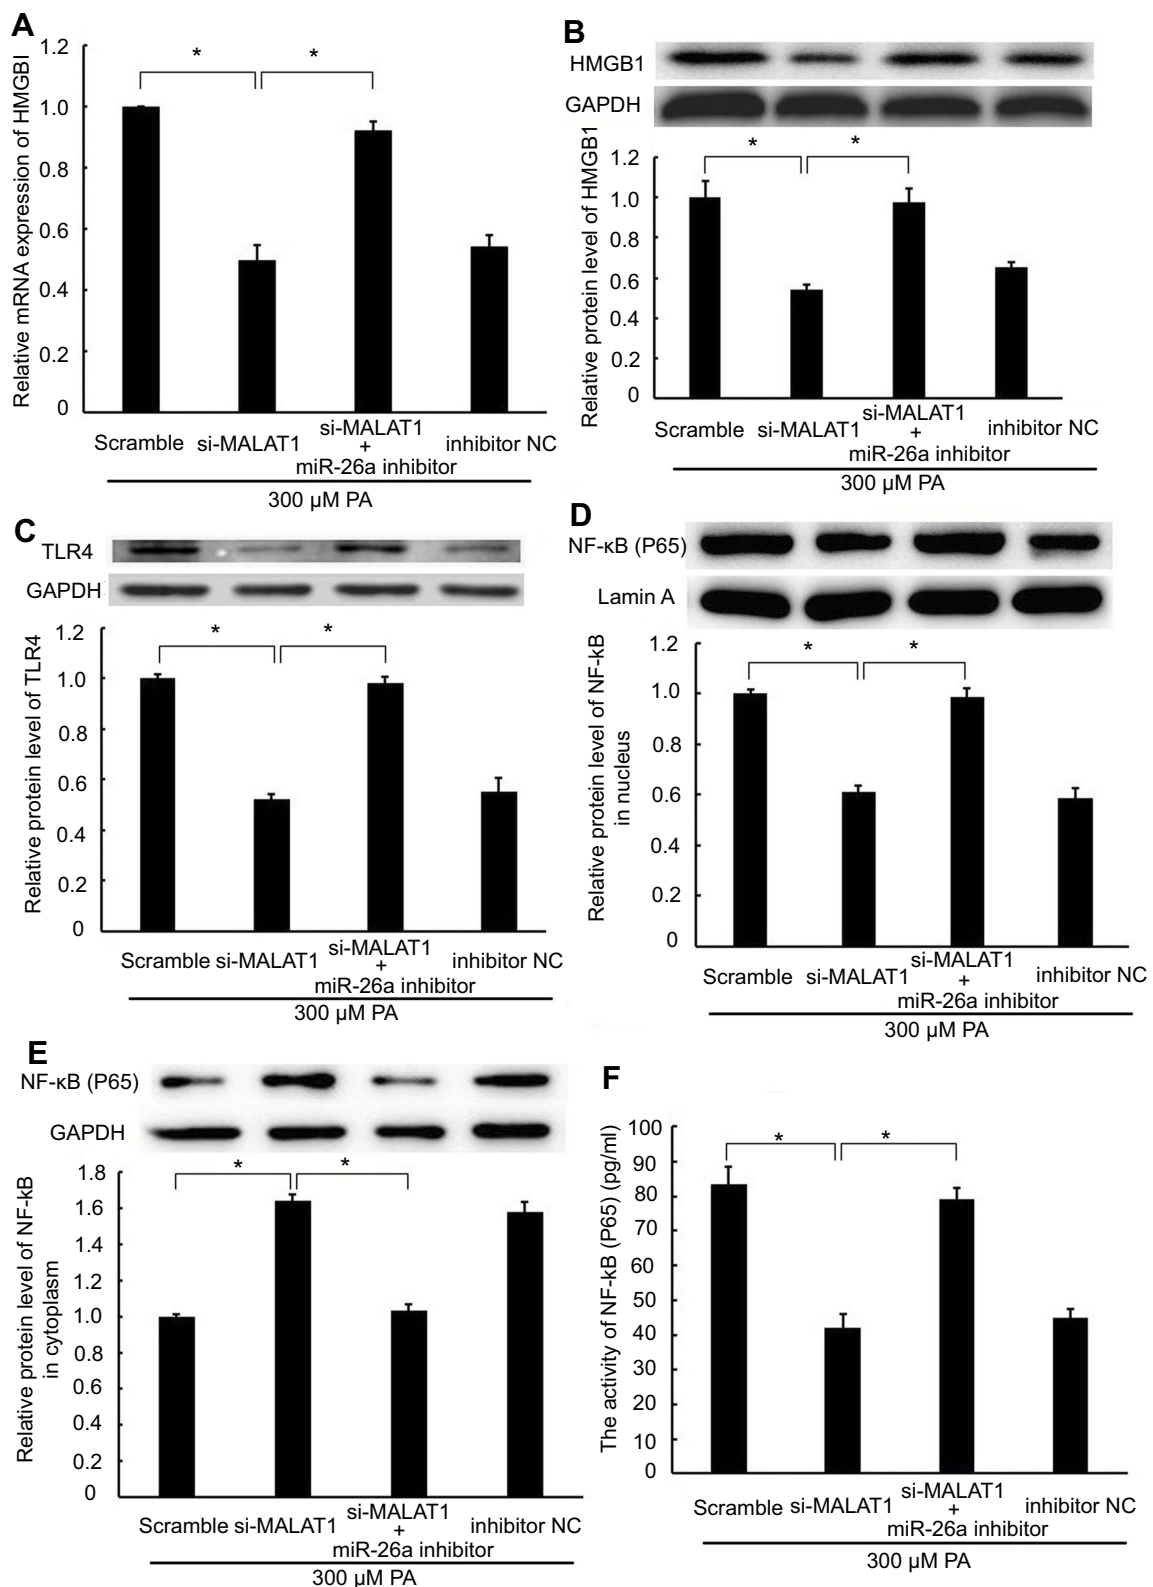 A
Relative mRNA expression of HMGBI
1.2
1.0
0.8
0.6
0.4
0.2
0
* *
Scramble si-MALAT1 si-MALAT1 + miR-26a inhibitor inhibitor NC
300 µM PA
B
HMGB1
GAPDH
Relative protein level of HMGB1
1.2
1.0
0.8
0.6
0.4
0.2
0
* *
Scramble si-MALAT1 si-MALAT1 + miR-26a inhibitor inhibitor NC
300 µM PA
C
TLR4
GAPDH
Relative protein level of TLR4
1.2
1.0
0.8
0.6
0.4
0.2
0
* *
Scramble si-MALAT1 si-MALAT1 + miR-26a inhibitor inhibitor NC
300 µM PA
D
NF-κB (P65)
Lamin A
Relative protein level of NF-kB
in nucleus
1.2
1.0
0.8
0.6
0.4
0.2
0
* *
Scramble si-MALAT1 si-MALAT1 + miR-26a inhibitor inhibitor NC
300 µM PA
E
NF-κB (P65)
GAPDH
Relative protein level of NF-kB
in cytoplasm
1.8
1.6
1.4
1.2
1.0
0.8
0.6
0.4
0.2
0
* *
Scramble si-MALAT1 si-MALAT1 + miR-26a inhibitor inhibitor NC
300 µM PA
F
The activity of NF-kB (P65) (pg/ml)
100
90
80
70
60
50
40
30
20
10
0
* *
Scramble si-MALAT1 si-MALAT1 + miR-26a inhibitor inhibitor NC
300 µM PA